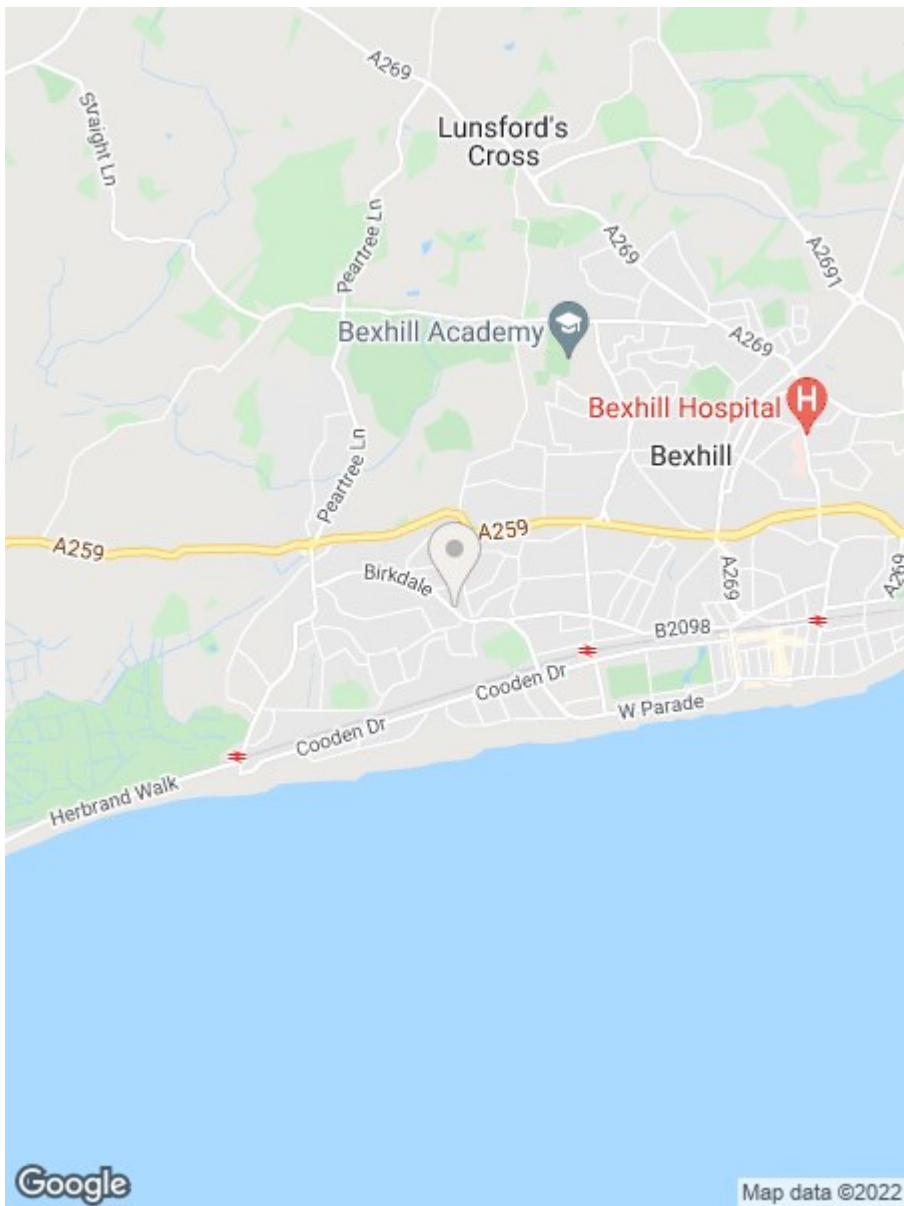 A269
Lunsford's
Cross
Straight Ln
Peartree Ln
A269
A2691
Bexhill Academy
A269
Bexhill Hospital
H
Bexhill
Peartree Ln
A259
A259
Birkdale
A269
A269
B2098
Cooden Dr
W Parade
Cooden Dr
Herbrand Walk
Google
Map data ©2022